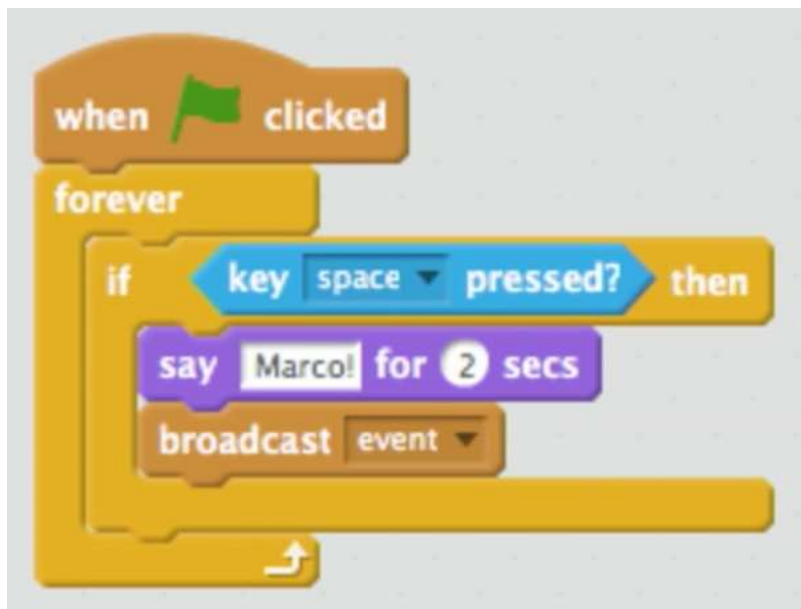 when clicked
forever
if key space pressed? then
say Marco! for 2 secs
broadcast event